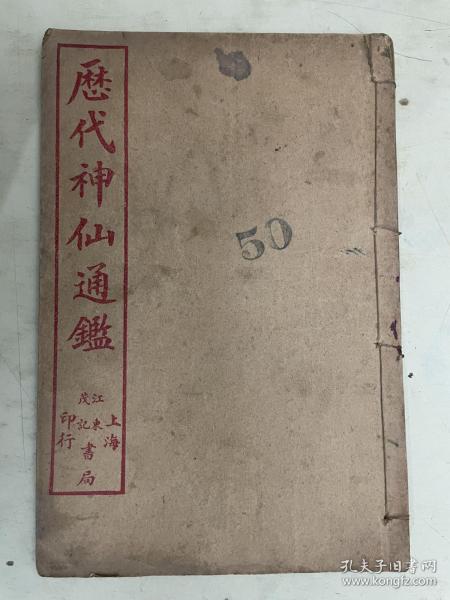 歷代神仙通鑑
上海
江東
茂記
書局
印行
50
孔夫子旧书网
www.kongfz.com